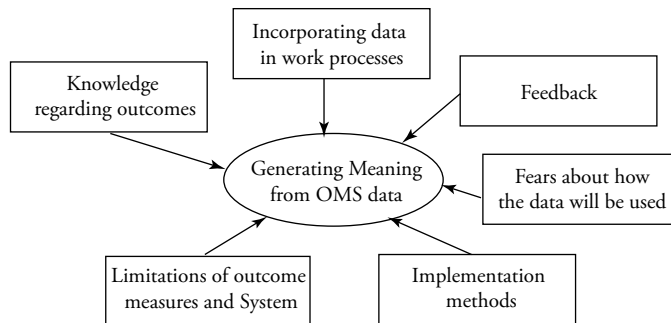 Incorporating data
in work processes
Knowledge
regarding outcomes
Feedback
Generating Meaning
from OMS data
Fears about how
the data will be used
Limitations of outcome
measures and System
Implementation
methods